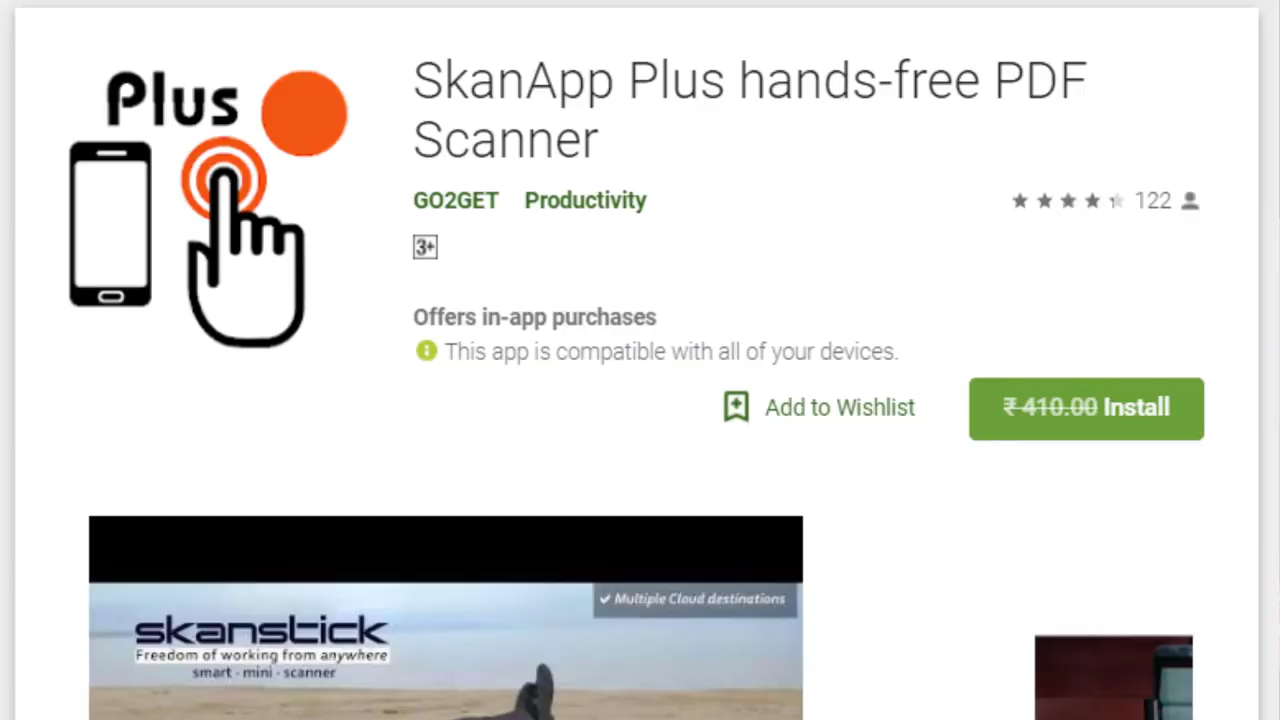 Plus
SkanApp Plus hands-free PDF
Scanner
GO2GET Productivity
122
3+
Offers in-app purchases
This app is compatible with all of your devices.
Add to Wishlist
₹ 410.00 Install
✔ Multiple Cloud destinations
skanstick
Freedom of working from anywhere
smart - mini - scanner